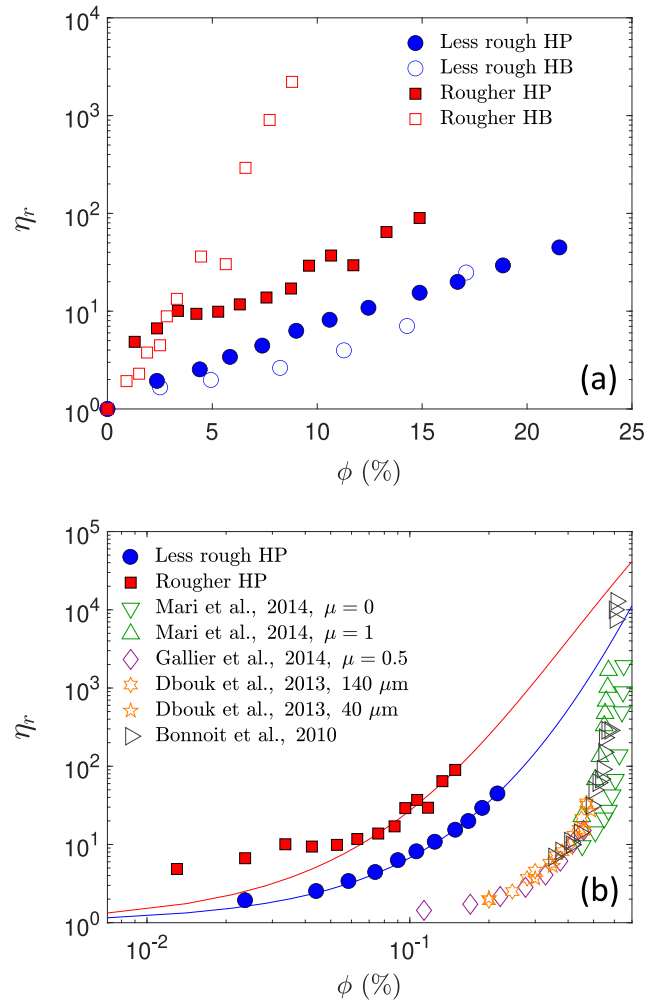 10^4
10^3
10^2
10^1
10^0
η_r
Less rough HP
Less rough HB
Rougher HP
Rougher HB
(a)
0 5 10 15 20 25
ϕ (%)
10^5
10^4
10^3
10^2
10^1
10^0
η_r
Less rough HP
Rougher HP
Mari et al., 2014, μ = 0
Mari et al., 2014, μ = 1
Gallier et al., 2014, μ = 0.5
Dbouk et al., 2013, 140 μm
Dbouk et al., 2013, 40 μm
Bonnoit et al., 2010
(b)
10^-2 10^-1
ϕ (%)